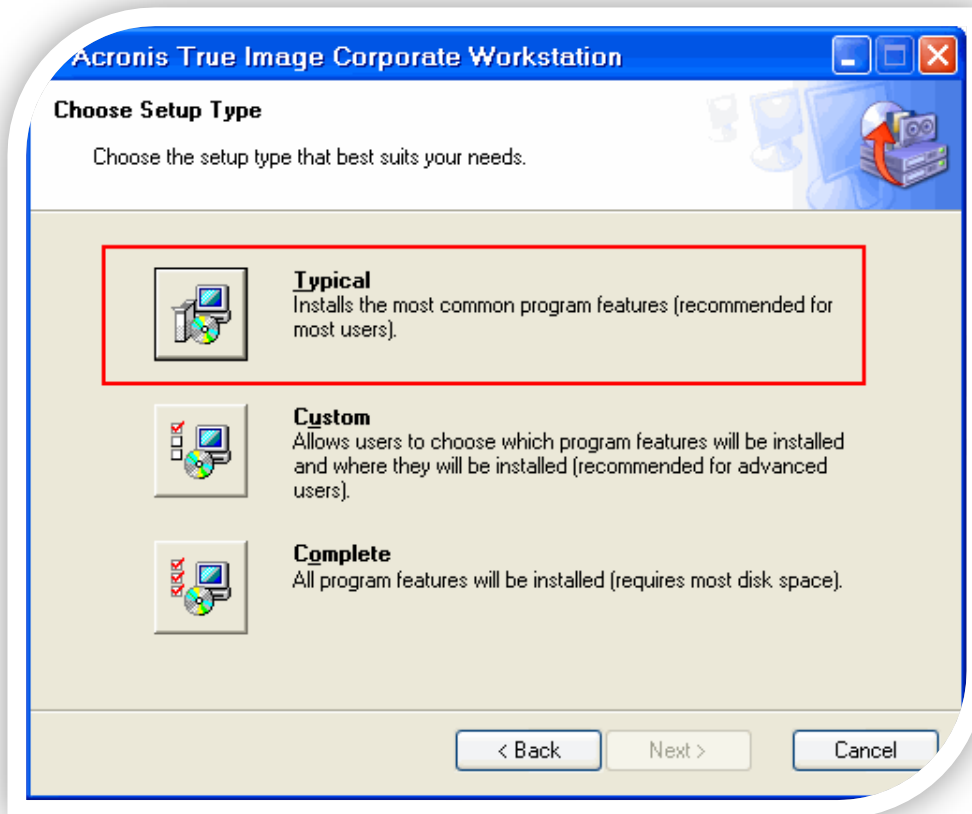 Acronis True Image Corporate Workstation
Choose Setup Type
Choose the setup type that best suits your needs.
Typical
Installs the most common program features (recommended for
most users).
Custom
Allows users to choose which program features will be installed
and where they will be installed (recommended for advanced
users).
Complete
All program features will be installed (requires most disk space).
< Back
Next >
Cancel